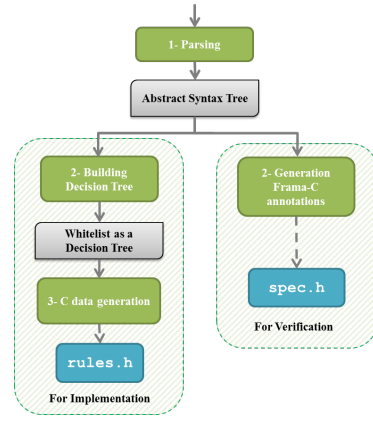 1- Parsing
Abstract Syntax Tree
2- Building
Decision Tree
Whitelist as a
Decision Tree
3- C data generation
rules.h
For Implementation
2- Generation
Frama-C
annotations
spec.h
For Verification